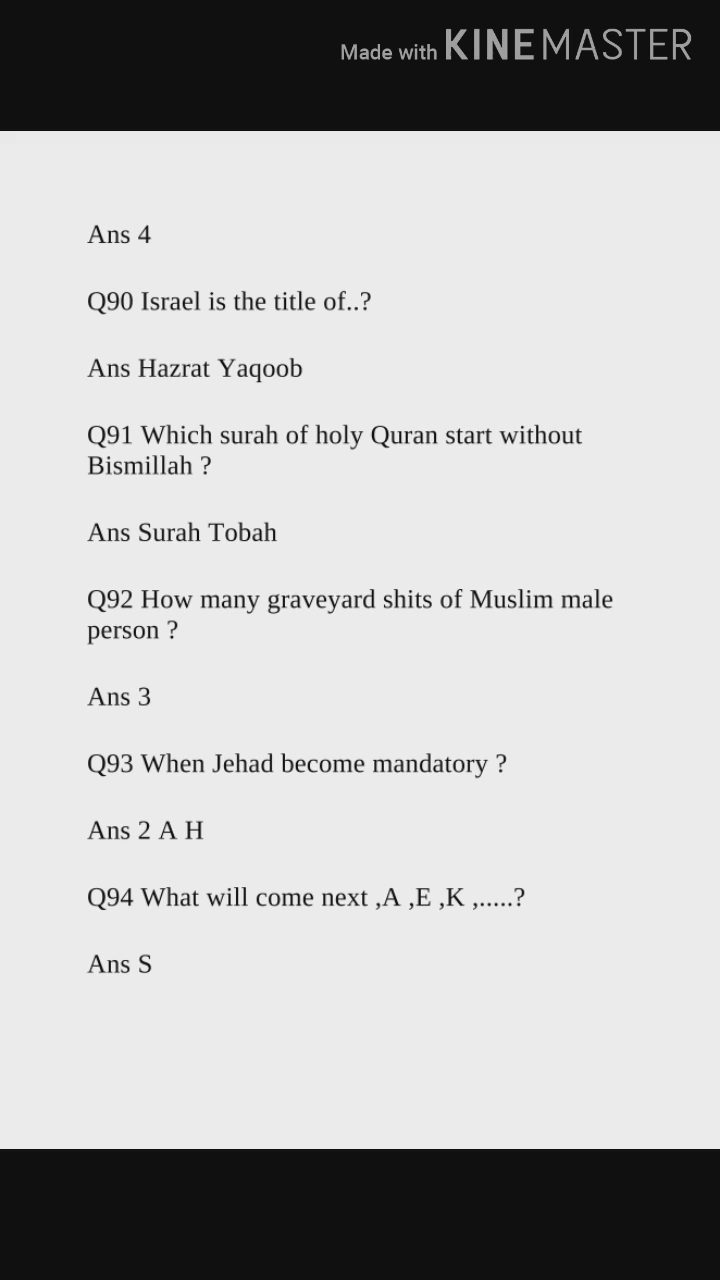 Made with KINEMASTER
Ans 4
Q90 Israel is the title of..?
Ans Hazrat Yaqoob
Q91 Which surah of holy Quran start without
Bismillah ?
Ans Surah Tobah
Q92 How many graveyard shits of Muslim male
person ?
Ans 3
Q93 When Jehad become mandatory ?
Ans 2 A H
Q94 What will come next ,A ,E ,K ,.....?
Ans S